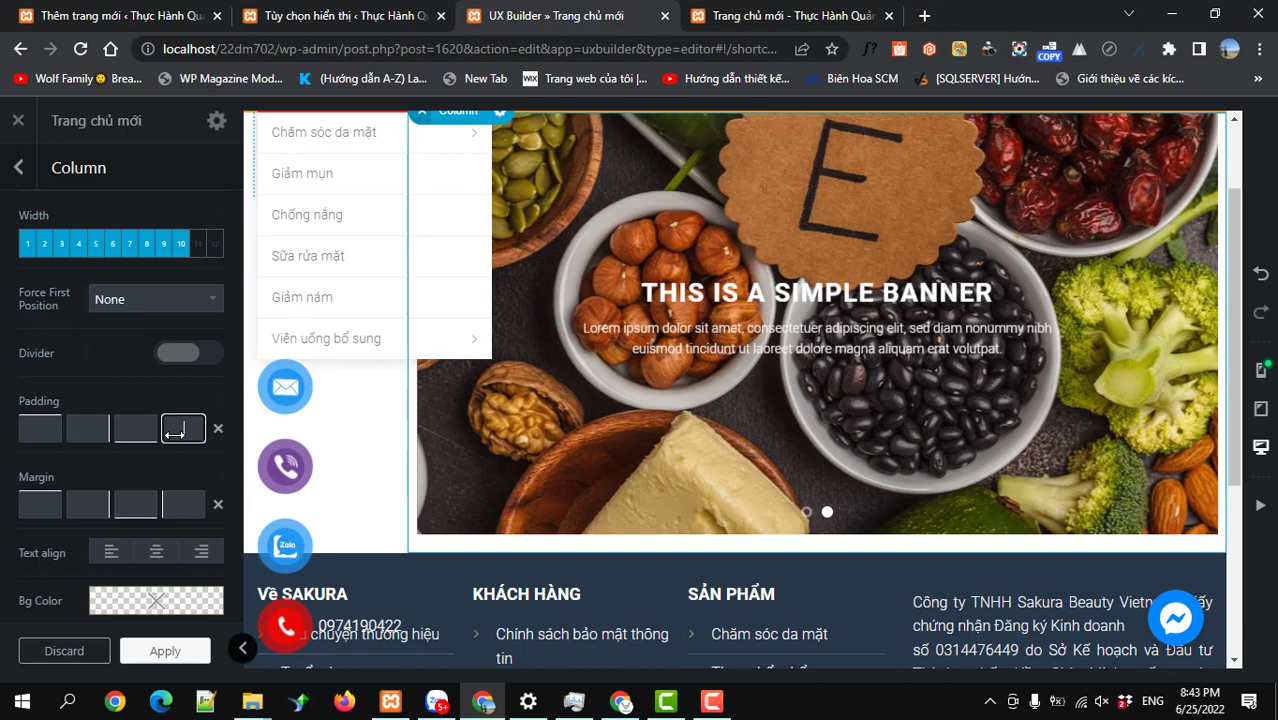 Thêm trang mới ‹ Thực Hành Quản
Tùy chọn hiển thị ‹ Thực Hành Q
UX Builder » Trang chủ mới
Trang chủ mới - Thực Hành Quản
localhost/22dm702/wp-admin/post.php?post=1620&action=edit&app=uxbuilder&type=editor#!/shortc...
COPY
Wolf Family Brea...
WP Magazine Mod...
(Hướng dẫn A-Z) La...
New Tab
WIX
Trang web của tôi |...
Hướng dẫn thiết kế...
Biên Hoa SCM
[SQLSERVER] Hướn...
Giới thiệu về các kíc...
»
Trang chủ mới
Column
Width
1 2 3 4 5 6 7 8 9 10 11 12
Force First Position
None
Divider
Padding
Margin
Text align
Bg Color
Discard
Apply
Column
Chăm sóc da mặt
Giảm mụn
Chống nắng
Sữa rửa mặt
Giảm nám
Viên uống bổ sung
E
THIS IS A SIMPLE BANNER
Lorem ipsum dolor sit amet, consectetuer adipiscing elit, sed diam nonummy nibh
euismod tincidunt ut laoreet dolore magna aliquam erat volutpat.
Zalo
0974190422
Về SAKURA
KHÁCH HÀNG
Chính sách bảo mật thông
tin
SẢN PHẨM
Chăm sóc da mặt
Công ty TNHH Sakura Beauty Vietn
chứng nhận Đăng ký Kinh doanh
số 0314476449 do Sở Kế hoạch và Đầu tư
ENG
8:43 PM
6/25/2022